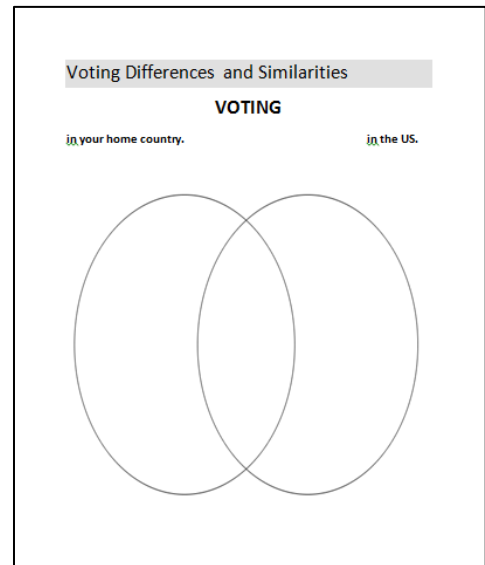 Voting Differences and Similarities
VOTING
in your home country. in the US.